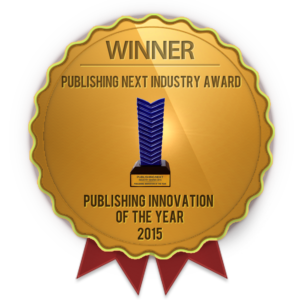 WINNER
PUBLISHING NEXT INDUSTRY AWARD
PUBLISHING INNOVATION
OF THE YEAR
2015